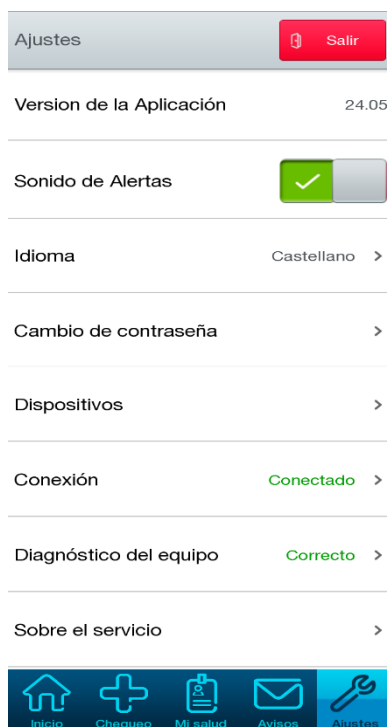 Ajustes Salir
Version de la Aplicación 24.05
Sonido de Alertas
Idioma Castellano >
Cambio de contraseña >
Dispositivos >
Conexión Conectado >
Diagnóstico del equipo Correcto >
Sobre el servicio >
Inicio Chequeo Mi salud Avisos Ajustes